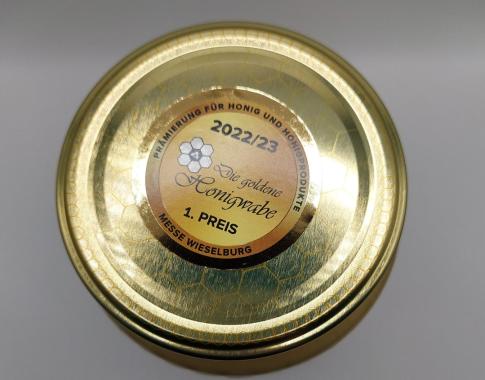 PRÄMIERUNG FÜR HONIG UND HONIGPRODUKTE
2022/23
Die goldene
Honigwabe
1. PREIS
MESSE WIESELBURG